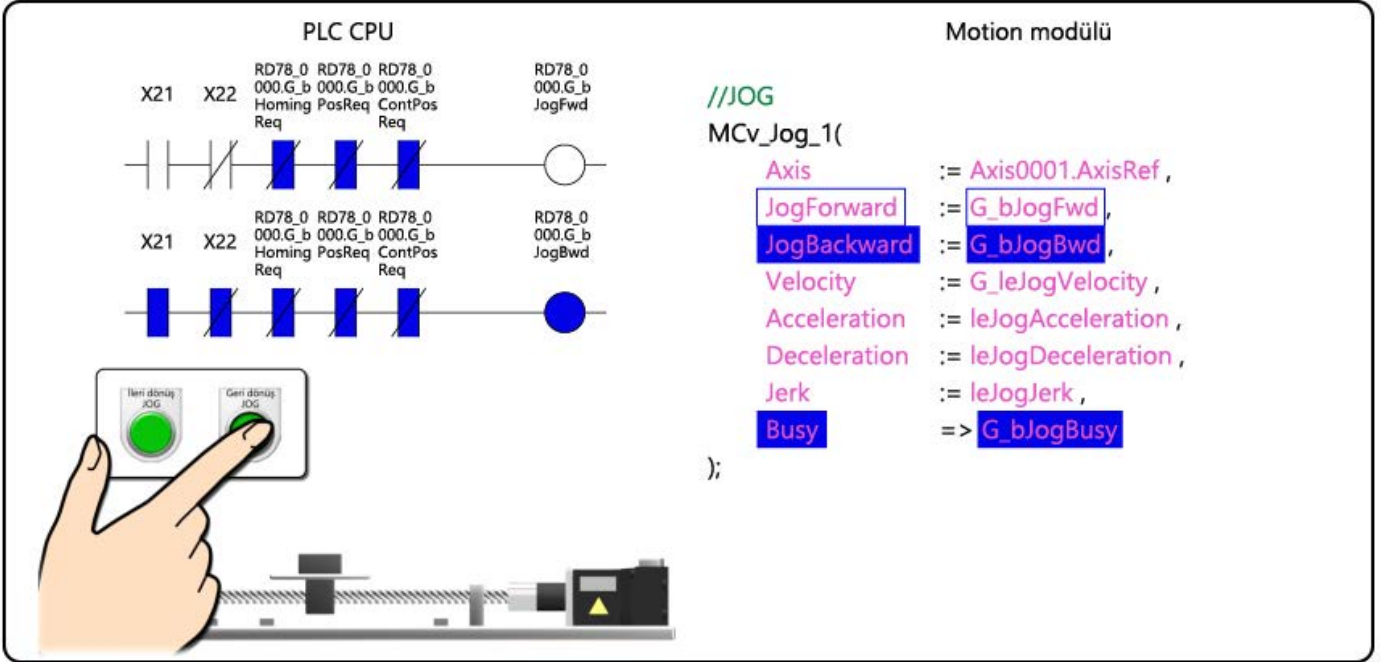 PLC CPU
X21 X22 RD78_0 RD78_0 RD78_0 RD78_0
000.G_b 000.G_b 000.G_b 000.G_b
Homing PosReq ContPos JogFwd
Req Req
X21 X22 RD78_0 RD78_0 RD78_0 RD78_0
000.G_b 000.G_b 000.G_b 000.G_b
Homing PosReq ContPos JogBwd
Req Req
İleri dönüş
JOG
Geri dönüş
JOG
Motion modülü
//JOG
MCv_Jog_1(
Axis := Axis0001.AxisRef ,
JogForward := G_bJogFwd ,
JogBackward := G_bJogBwd ,
Velocity := G_leJogVelocity ,
Acceleration := leJogAcceleration ,
Deceleration := leJogDeceleration ,
Jerk := leJogJerk ,
Busy => G_bJogBusy
);